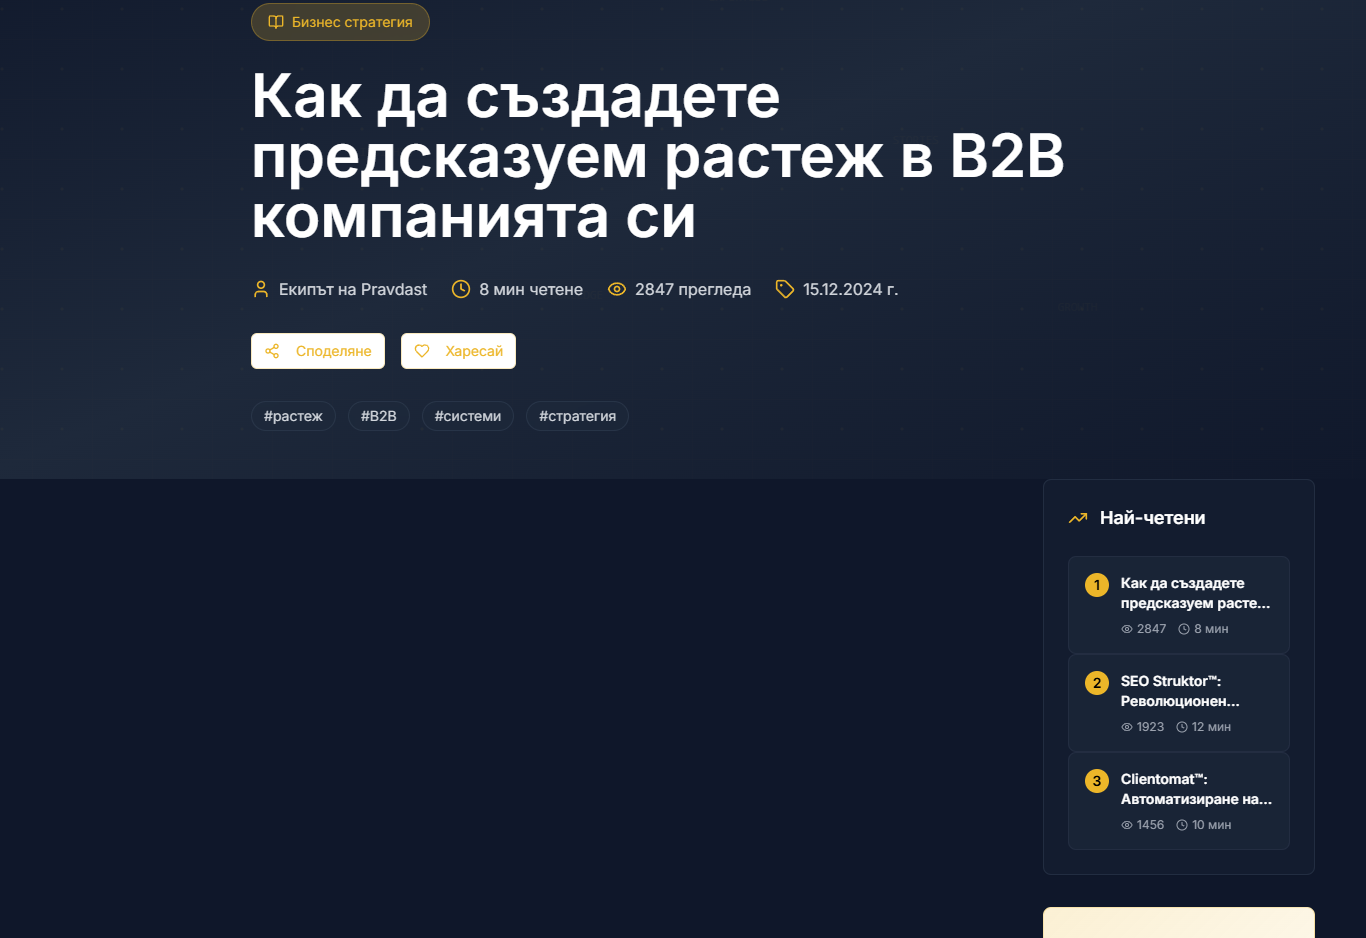 Бизнес стратегия
Как да създадете
предсказуем растеж в B2B
компанията си
Екипът на Pravdast
8 мин четене
2847 прегледа
15.12.2024 г.
Споделяне
Харесай
#растеж
#B2B
#системи
#стратегия
Най-четени
1
Как да създадете
предсказуем расте...
2847
8 мин
2
SEO Struktor™:
Революционен...
1923
12 мин
3
Clientomat™:
Автоматизиране на...
1456
10 мин